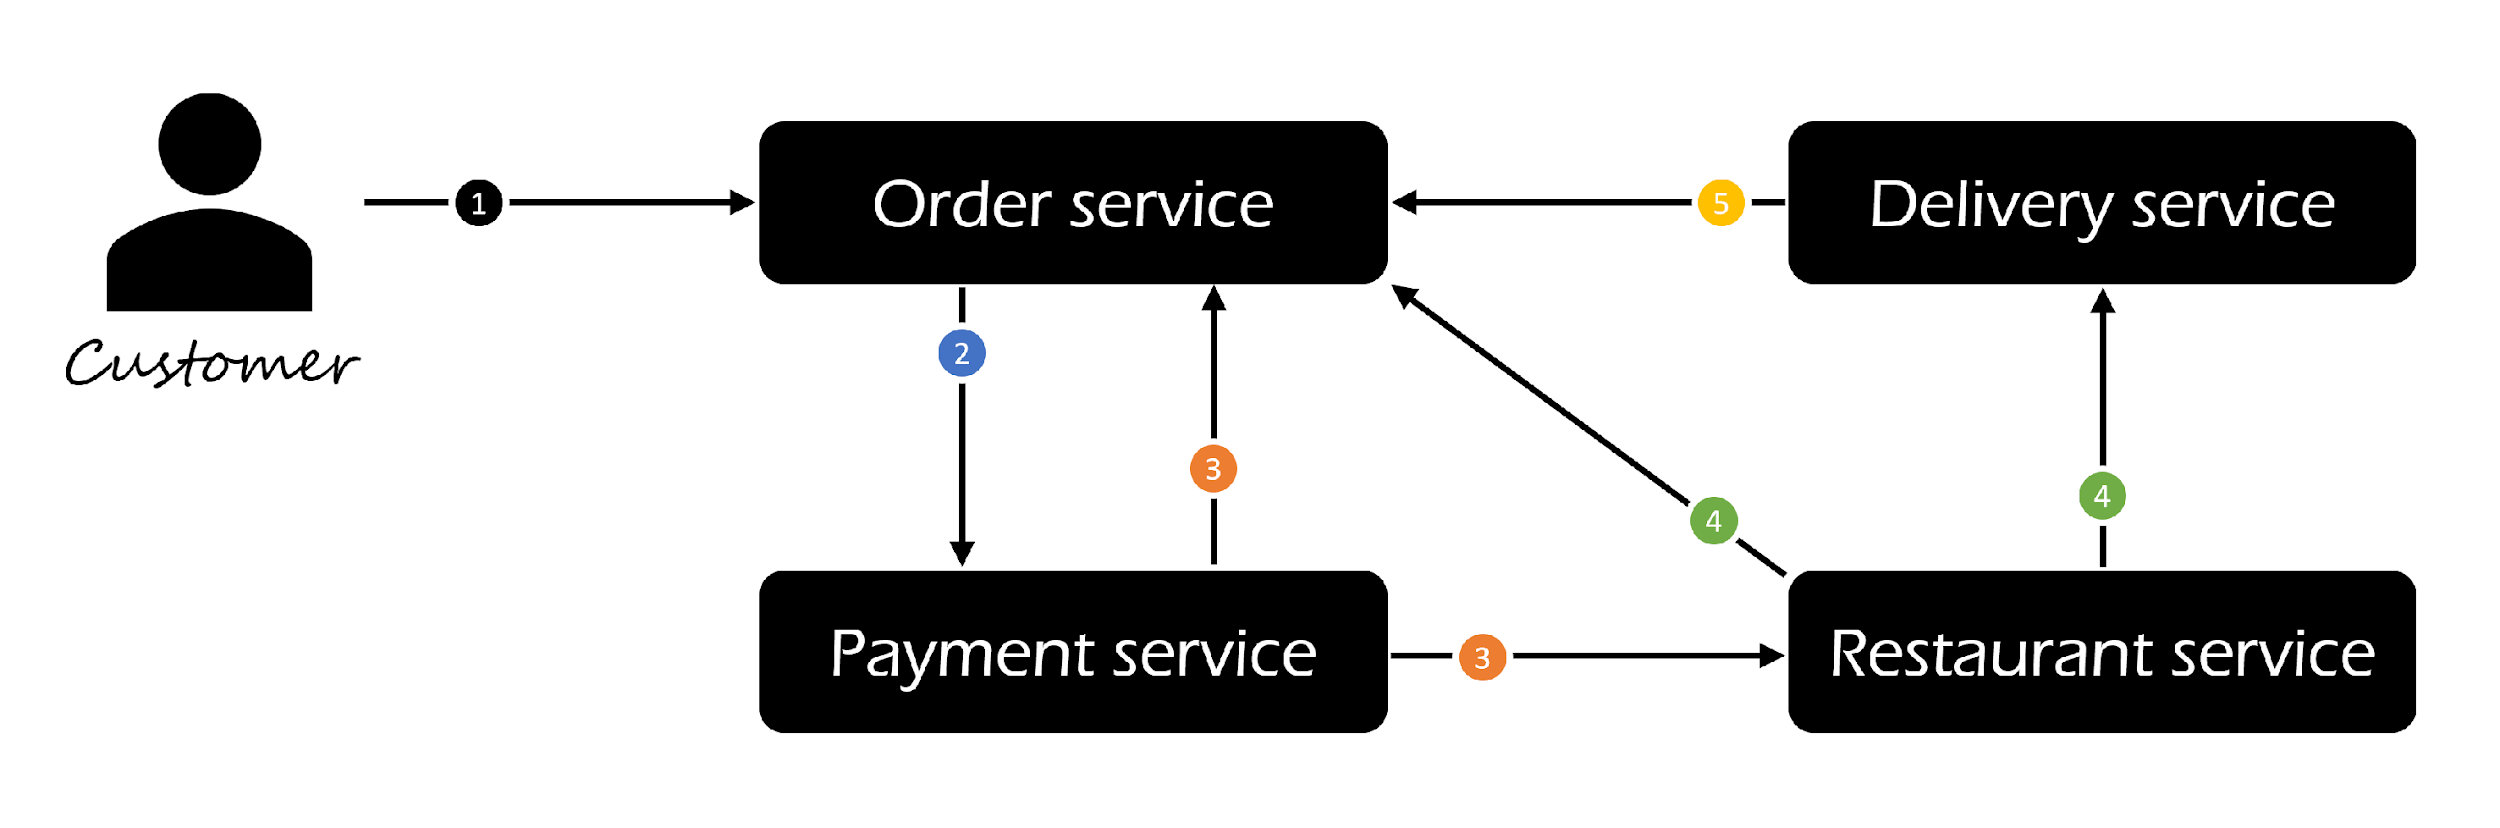 1
Order service
5
Delivery service
Customer
2
3
4
4
Payment service
3
Restaurant service